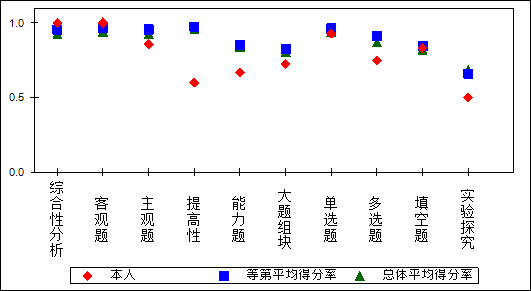 1.0
0.5
0.0
综合性分析
客观题
主观题
提高性
能力题
大题组块
单选题
多选题
填空题
实验探究
本人 等第平均得分率 总体平均得分率